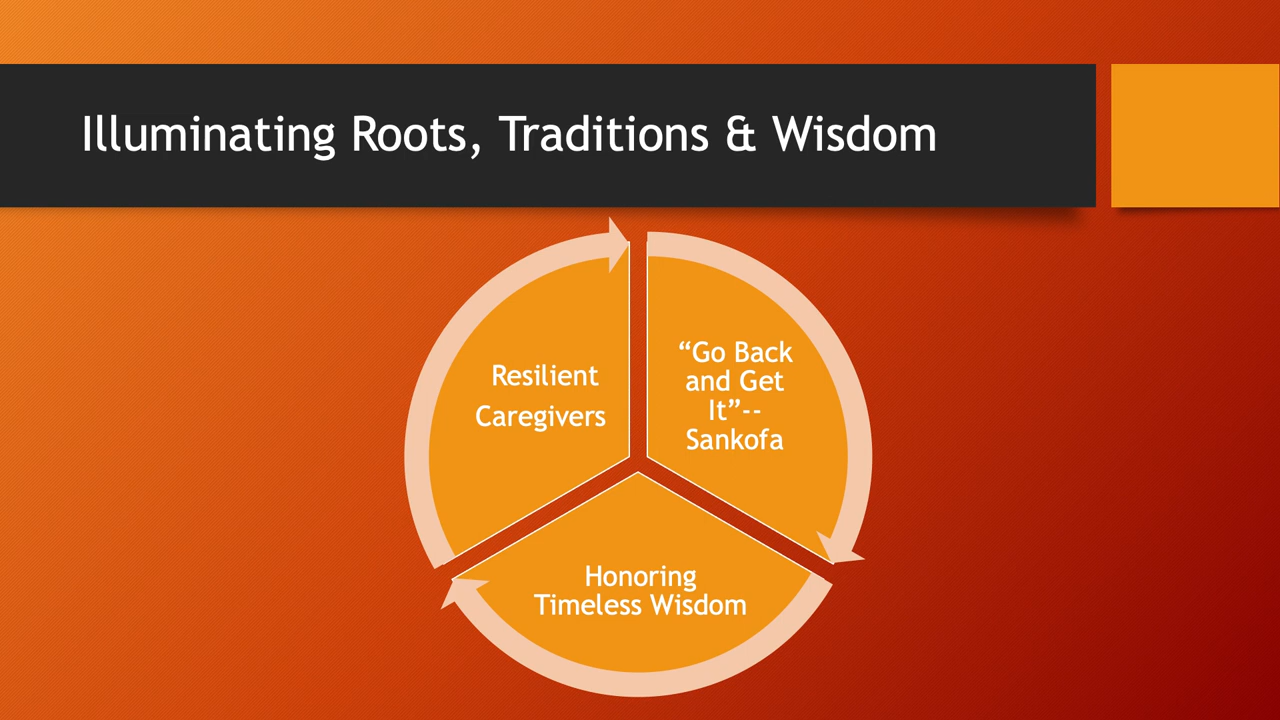 Illuminating Roots, Traditions & Wisdom
Resilient
Caregivers
“Go Back
and Get
It”--
Sankofa
Honoring
Timeless Wisdom